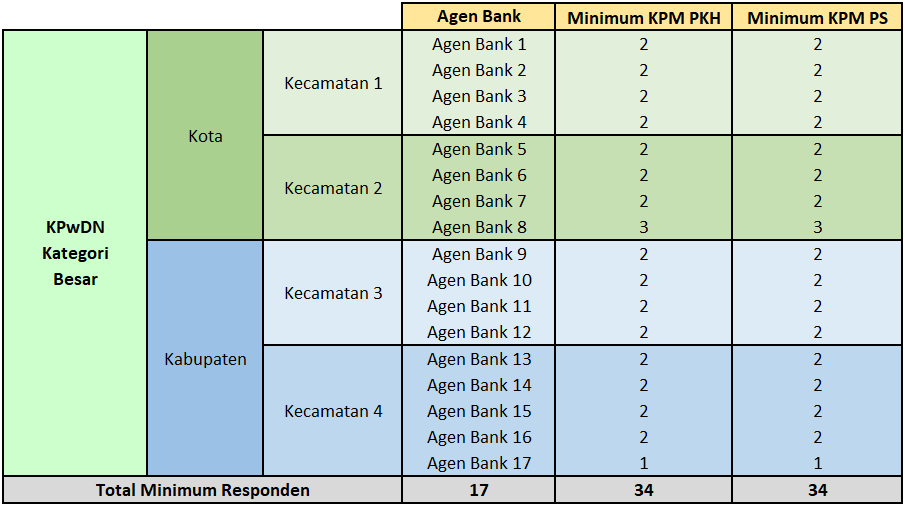 Agen Bank Minimum KPM PKH Minimum KPM PS
KPwDN
Kategori
Besar
Kota
Kecamatan 1
Agen Bank 1 2 2
Agen Bank 2 2 2
Agen Bank 3 2 2
Agen Bank 4 2 2
Kecamatan 2
Agen Bank 5 2 2
Agen Bank 6 2 2
Agen Bank 7 2 2
Agen Bank 8 3 3
Kabupaten
Kecamatan 3
Agen Bank 9 2 2
Agen Bank 10 2 2
Agen Bank 11 2 2
Agen Bank 12 2 2
Kecamatan 4
Agen Bank 13 2 2
Agen Bank 14 2 2
Agen Bank 15 2 2
Agen Bank 16 2 2
Agen Bank 17 1 1
Total Minimum Responden 17 34 34